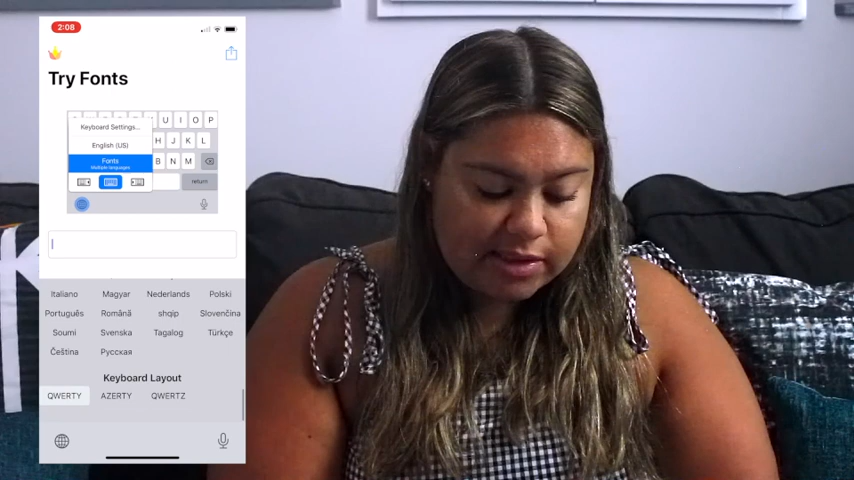 2:08
Try Fonts
U I O P
Keyboard Settings...
H J K L
English (US)
Fonts
Multiple languages
B N M
return
Italiano Magyar Nederlands Polski
Português Română shqip Slovenčina
Suomi Svenska Tagalog Türkçe
Čeština Русская
Keyboard Layout
QWERTY AZERTY QWERTZ
K